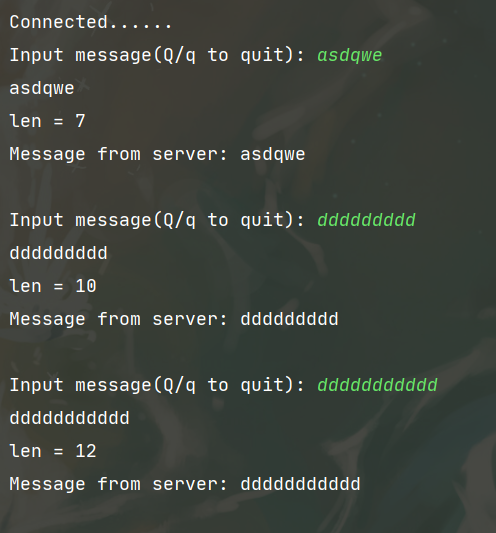 Connected......
Input message(Q/q to quit): asdqwe
asdqwe
len = 7
Message from server: asdqwe
Input message(Q/q to quit): ddddddddd
ddddddddd
len = 10
Message from server: ddddddddd
Input message(Q/q to quit): ddddddddddd
ddddddddddd
len = 12
Message from server: ddddddddddd